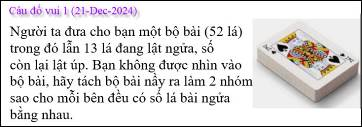 Câu đố vui 1 (21-Dec-2024)
Người ta đưa cho bạn một bộ bài (52 lá)
trong đó lẫn 13 lá đang lật ngửa, số
còn lại lật úp. Bạn không được nhìn vào
bộ bài, hãy tách bộ bài nầy ra làm 2 nhóm
sao cho mỗi bên đều có số lá bài ngửa
bằng nhau.